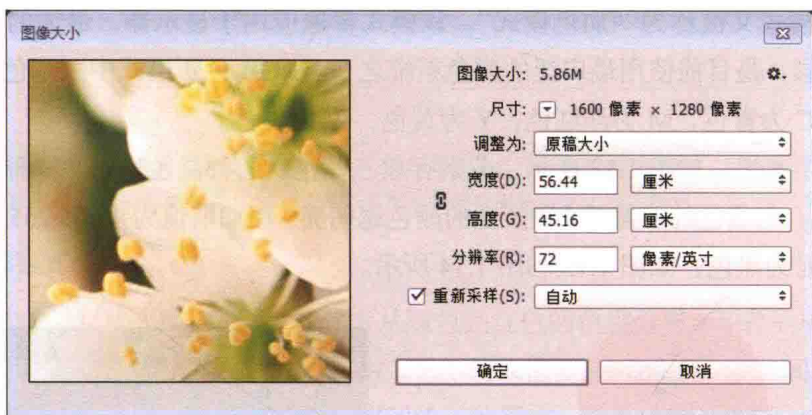 图像大小
图像大小: 5.86M
尺寸: 1600 像素 × 1280 像素
调整为: 原稿大小
宽度(D): 56.44 厘米
高度(G): 45.16 厘米
分辨率(R): 72 像素/英寸
重新采样(S): 自动
确定 取消